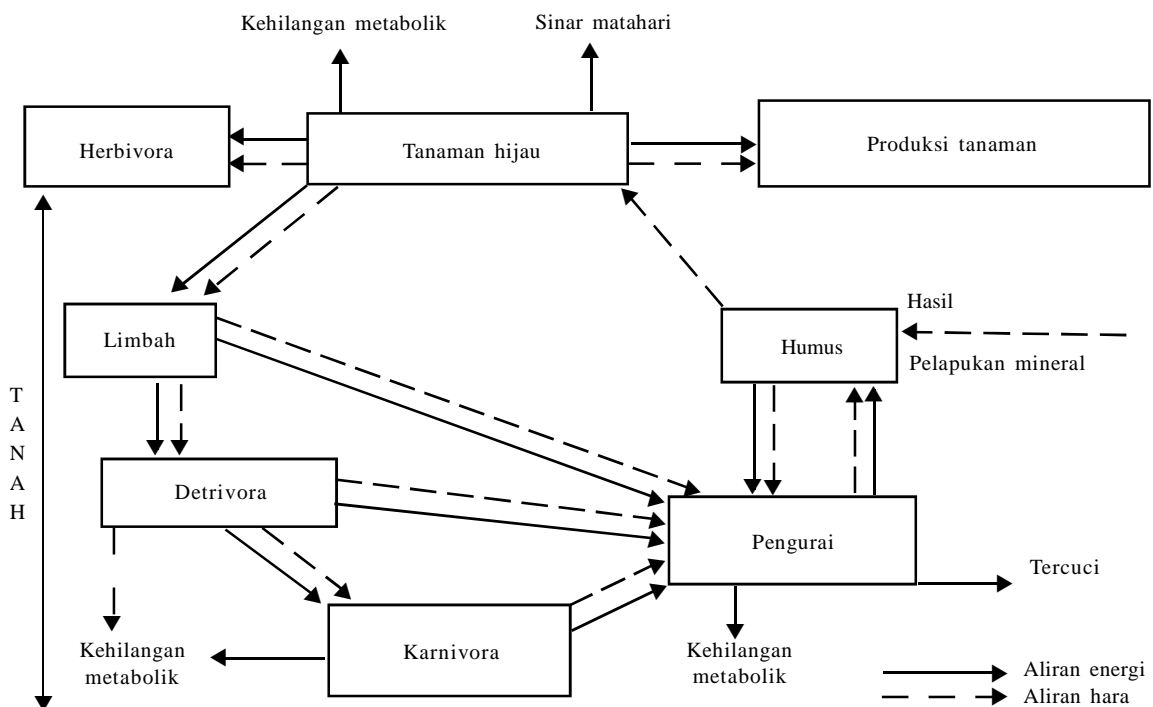 Kehilangan metabolik
Sinar matahari
Herbivora
Tanaman hijau
Produksi tanaman
Limbah
Hasil
Humus
Pelapukan mineral
T
A
N
A
H
Detrivora
Pengurai
Tercuci
Kehilangan
metabolik
Karnivora
Kehilangan
metabolik
Aliran energi
Aliran hara